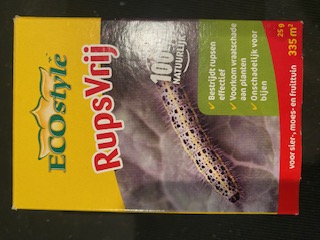 ECOstyle
RupsVrij
100%
NATUURLIJK
✓ Bestrijdt rupsen
effectief
✓ Voorkom vraatschade
aan planten
✓ Onschadelijk voor
bijen
25 g
335 m²
voor sier-, moes- en fruittuin